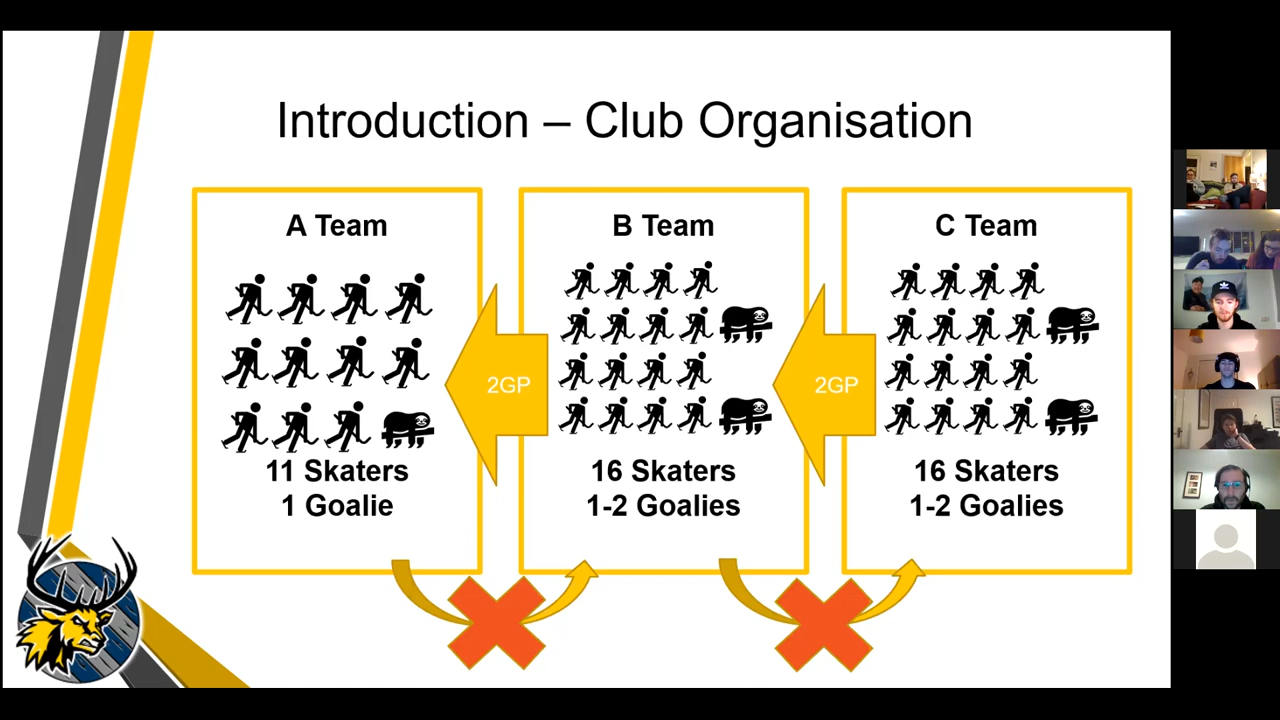 Introduction – Club Organisation
A Team
11 Skaters
1 Goalie
2GP
B Team
16 Skaters
1-2 Goalies
2GP
C Team
16 Skaters
1-2 Goalies